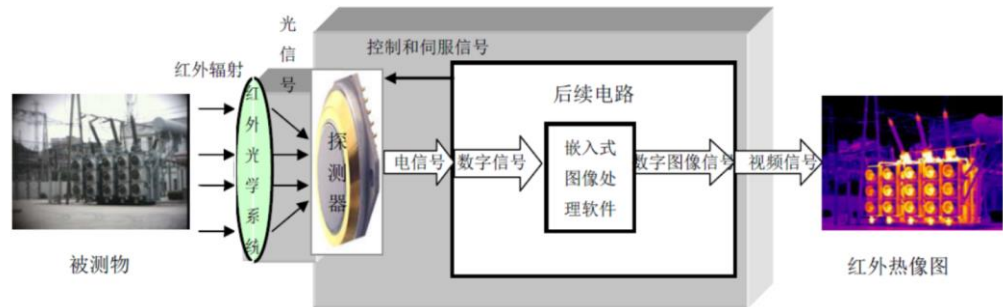 光信号
控制和伺服信号
红外辐射
红外光学系统
探测器
后续电路
嵌入式
图像处
理软件
电信号
数字信号
数字图像信号
视频信号
被测物
红外热像图